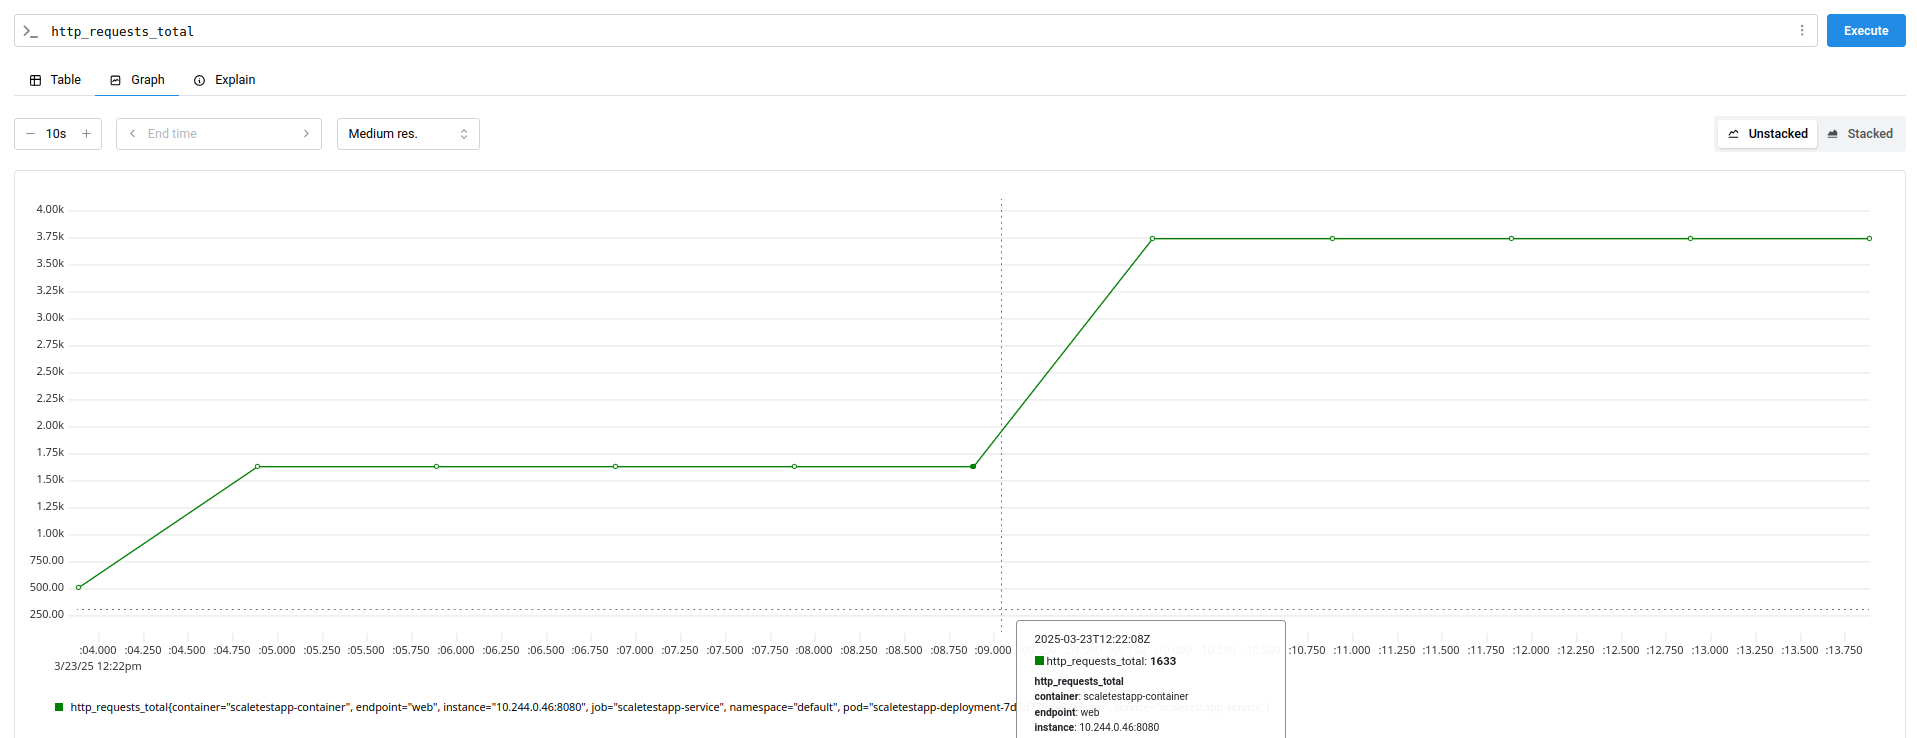 http_requests_total
Execute
Table Graph Explain
10s End time Medium res. Unstacked Stacked
4.00k
3.75k
3.50k
3.25k
3.00k
2.75k
2.50k
2.25k
2.00k
1.75k
1.50k
1.25k
1.00k
750.00
500.00
250.00
:04.000 :04.250 :04.500 :04.750 :05.000 :05.250 :05.500 :05.750 :06.000 :06.250 :06.500 :06.750 :07.000 :07.250 :07.500 :07.750 :08.000 :08.250 :08.500 :08.750 :09.000 :10.750 :11.000 :11.250 :11.500 :11.750 :12.000 :12.250 :12.500 :12.750 :13.000 :13.250 :13.500 :13.750
3/23/25 12:22pm
2025-03-23T12:22:08Z
http_requests_total: 1633
http_requests_total
container: scaletestapp-container
endpoint: web
instance: 10.244.0.46:8080
http_requests_total{container="scaletestapp-container", endpoint="web", instance="10.244.0.46:8080", job="scaletestapp-service", namespace="default", pod="scaletestapp-deployment-7d